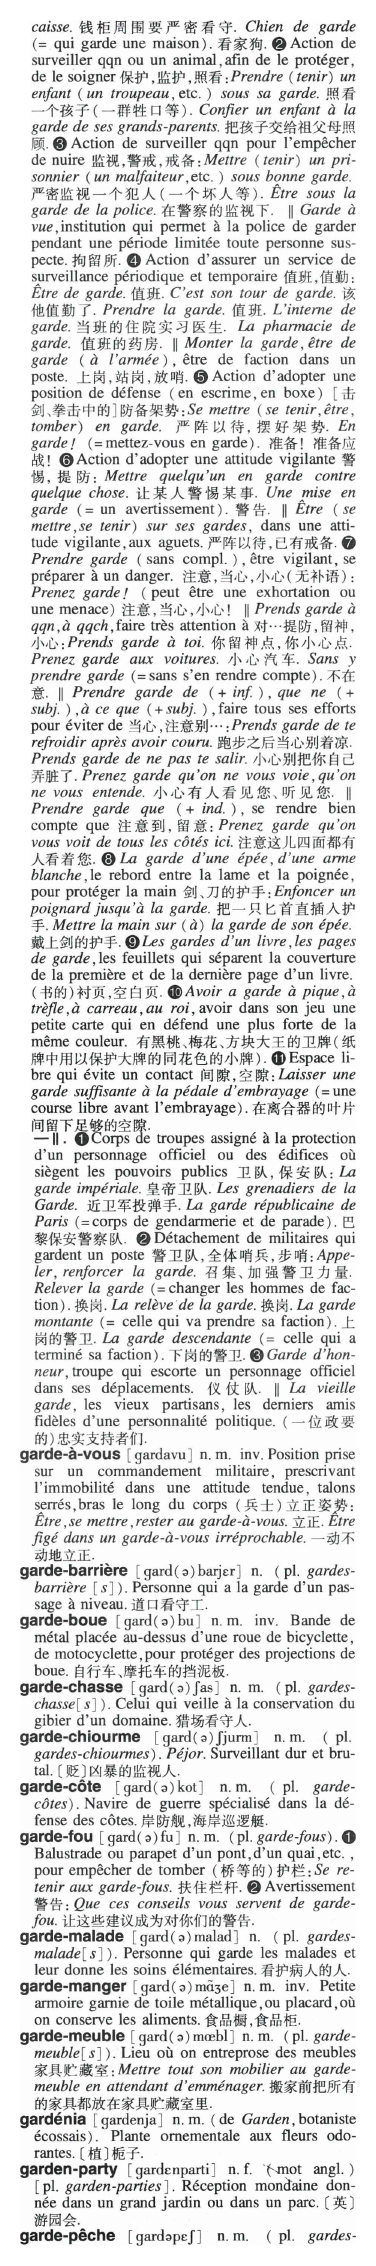 caisse. 钱柜周围要严密看守. Chien de garde
(= qui garde une maison). 看家狗. ❷ Action de
surveiller qqn ou un animal, afin de le protéger,
de le soigner 保护,监护,照看: Prendre (tenir) un
enfant (un troupeau, etc.) sous sa garde. 照看
一个孩子(一群牲口等). Confier un enfant à la
garde de ses grands-parents. 把孩子交给祖父母照
顾. ❸ Action de surveiller qqn pour l'empêcher
de nuire 监视,警戒,戒备: Mettre (tenir) un pri-
sonnier (un malfaiteur, etc.) sous bonne garde.
严密监视一个犯人(一个坏人等). Être sous la
garde de la police. 在警察的监视下. ‖ Garde à
vue, institution qui permet à la police de garder
pendant une période limitée toute personne sus-
pecte. 拘留所. ❹ Action d'assurer un service de
surveillance périodique et temporaire 值班,值勤:
Être de garde. 值班. C'est son tour de garde. 该
他值勤了. Prendre la garde. 值班. L'interne de
garde. 当班的住院实习医生. La pharmacie de
garde. 值班的药房. ‖ Monter la garde, être de
garde (à l'armée), être de faction dans un
poste. 上岗,站岗,放哨. ❺ Action d'adopter une
position de défense (en escrime, en boxe) [击
剑、拳击中的]防备架势: Se mettre (se tenir, être,
tomber) en garde. 严阵以待, 摆好架势. En
garde! (= mettez-vous en garde). 准备! 准备应
战! ❻ Action d'adopter une attitude vigilante 警
惕, 提防: Mettre quelqu'un en garde contre
quelque chose. 让某人警惕某事. Une mise en
garde (= un avertissement). 警告. ‖ Être (se
mettre, se tenir) sur ses gardes, dans une atti-
tude vigilante, aux aguets. 严阵以待,已有戒备. ❼
Prendre garde (sans compl.), être vigilant, se
préparer à un danger. 注意,当心,小心(无补语):
Prenez garde! (peut être une exhortation ou
une menace) 注意,当心,小心! ‖ Prends garde à
qqn, à qqch, faire très attention à 对…提防,留神,
小心: Prends garde à toi. 你留神点,你小心点.
Prenez garde aux voitures. 小心汽车. Sans y
prendre garde (= sans s'en rendre compte). 不在
意. ‖ Prendre garde de (+ inf.), que ne (+
subj.), à ce que (+ subj.), faire tous ses efforts
pour éviter de 当心,注意别…: Prends garde de te
refroidir après avoir couru. 跑步之后当心别着凉.
Prends garde de ne pas te salir. 小心别把你自己
弄脏了. Prenez garde qu'on ne vous voie, qu'on
ne vous entende. 小心有人看见您、听见您. ‖
Prendre garde que (+ ind.), se rendre bien
compte que 注意到,留意: Prenez garde qu'on
vous voit de tous les côtés ici. 注意这儿四面都有
人看着您. ❽ La garde d'une épée, d'une arme
blanche, le rebord entre la lame et la poignée,
pour protéger la main 剑、刀的护手: Enfoncer un
poignard jusqu'à la garde. 把一只匕首直插入护
手. Mettre la main sur (à) la garde de son épée.
戴上剑的护手. ❾ Les gardes d'un livre, les pages
de garde, les feuillets qui séparent la couverture
de la première et de la dernière page d'un livre.
(书的)衬页,空白页. ❿ Avoir a garde à pique, à
trèfle, à carreau, au roi, avoir dans son jeu une
petite carte qui en défend une plus forte de la
même couleur. 有黑桃、梅花、方块大王的卫牌(纸
牌中用以保护大牌的同花色的小牌). ⓫ Espace li-
bre qui évite un contact 间隙,空隙: Laisser une
garde suffisante à la pédale d'embrayage (= une
course libre avant l'embrayage). 在离合器的叶片
间留下足够的空隙.
—Ⅱ. ❶ Corps de troupes assigné à la protection
d'un personnage officiel ou des édifices où
siègent les pouvoirs publics 卫队, 保安队: La
garde impériale. 皇帝卫队. Les grenadiers de la
Garde. 近卫军投弹手. La garde républicaine de
Paris (= corps de gendarmerie et de parade). 巴
黎保安警察队. ❷ Détachement de militaires qui
gardent un poste 警卫队,全体哨兵,步哨: Appe-
ler, renforcer la garde. 召集、加强警卫力量.
Relever la garde (= changer les hommes de fac-
tion). 换岗. La relève de la garde. 换岗. La garde
montante (= celle qui va prendre sa faction). 上
岗的警卫. La garde descendante (= celle qui a
terminé sa faction). 下岗的警卫. ❸ Garde d'hon-
neur, troupe qui escorte un personnage officiel
dans ses déplacements. 仪仗队. ‖ La vieille
garde, les vieux partisans, les derniers amis
fidèles d'une personnalité politique. (一位政要
的)忠实支持者们.
garde-à-vous [gardavu] n. m. inv. Position prise
sur un commandement militaire, prescrivant
l'immobilité dans une attitude tendue, talons
serrés, bras le long du corps (兵士)立正姿势:
Être, se mettre, rester au garde-à-vous. 立正. Être
figé dans un garde-à-vous irréprochable. 一动不
动地立正.
garde-barrière [gard(ə)barjɛr] n. (pl. gardes-
barrière [s]). Personne qui a la garde d'un pas-
sage à niveau. 道口看守工.
garde-boue [gard(ə)bu] n. m. inv. Bande de
métal placée au-dessus d'une roue de bicyclette,
de motocyclette, pour protéger des projections de
boue. 自行车、摩托车的挡泥板.
garde-chasse [gard(ə)ʃas] n. m. (pl. gardes-
chasse[s]). Celui qui veille à la conservation du
gibier d'un domaine. 猎场看守人.
garde-chiourme [gard(ə)ʃjurm] n. m. (pl.
gardes-chiourmes). Péjor. Surveillant dur et bru-
tal. [贬]凶暴的监视人.
garde-côte [gard(ə)kot] n. m. (pl. garde-
côtes). Navire de guerre spécialisé dans la dé-
fense des côtes. 岸防舰,海岸巡逻艇.
garde-fou [gard(ə)fu] n. m. (pl. garde-fous). ❶
Balustrade ou parapet d'un pont, d'un quai, etc.,
pour empêcher de tomber (桥等的)护栏: Se re-
tenir aux garde-fous. 扶住栏杆. ❷ Avertissement
警告: Que ces conseils vous servent de garde-
fou. 让这些建议成为对你们的警告.
garde-malade [gard(ə)malad] n. (pl. gardes-
malade[s]). Personne qui garde les malades et
leur donne les soins élémentaires. 看护病人的人.
garde-manger [gard(ə)mɑ̃ʒe] n. m. inv. Petite
armoire garnie de toile métallique, ou placard, où
on conserve les aliments. 食品橱,食品柜.
garde-meuble [gard(ə)mœbl] n. m. (pl. garde-
meuble[s]). Lieu où on entreprose des meubles
家具贮藏室: Mettre tout son mobilier au garde-
meuble en attendant d'emménager. 搬家前把所有
的家具都放在家具贮藏室里.
gardénia [gardenja] n. m. (de Garden, botaniste
écossais). Plante ornementale aux fleurs odo-
rantes. [植]栀子.
garden-party [gardɛnparti] n. f. (mot angl.)
[pl. garden-parties]. Réception mondaine don-
née dans un grand jardin ou dans un parc. [英]
游园会.
garde-pêche [gardəpɛʃ] n. m. (pl. gardes-